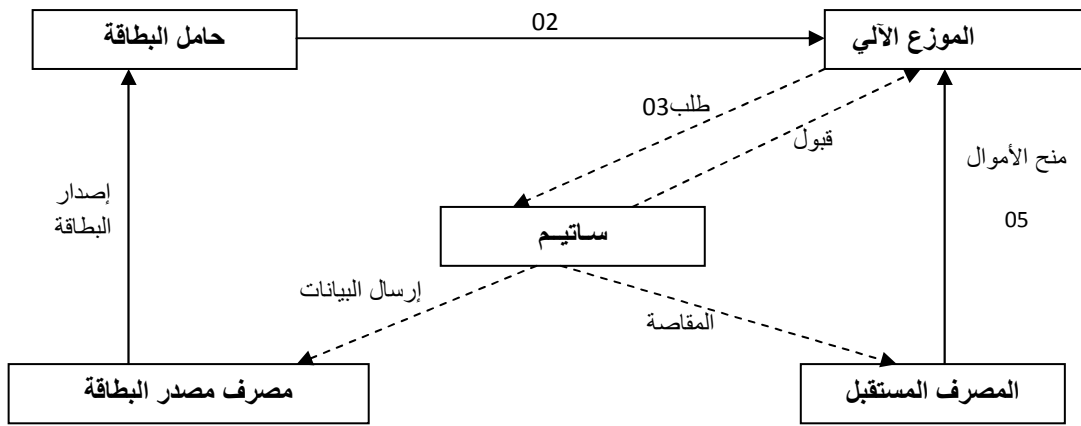 حامل البطاقة
02
الموزع الآلي
طلب03
قبول
منح الأموال
05
إصدار
البطاقة
ساتيم
إرسال البيانات
المقاصة
مصرف مصدر البطاقة
المصرف المستقبل